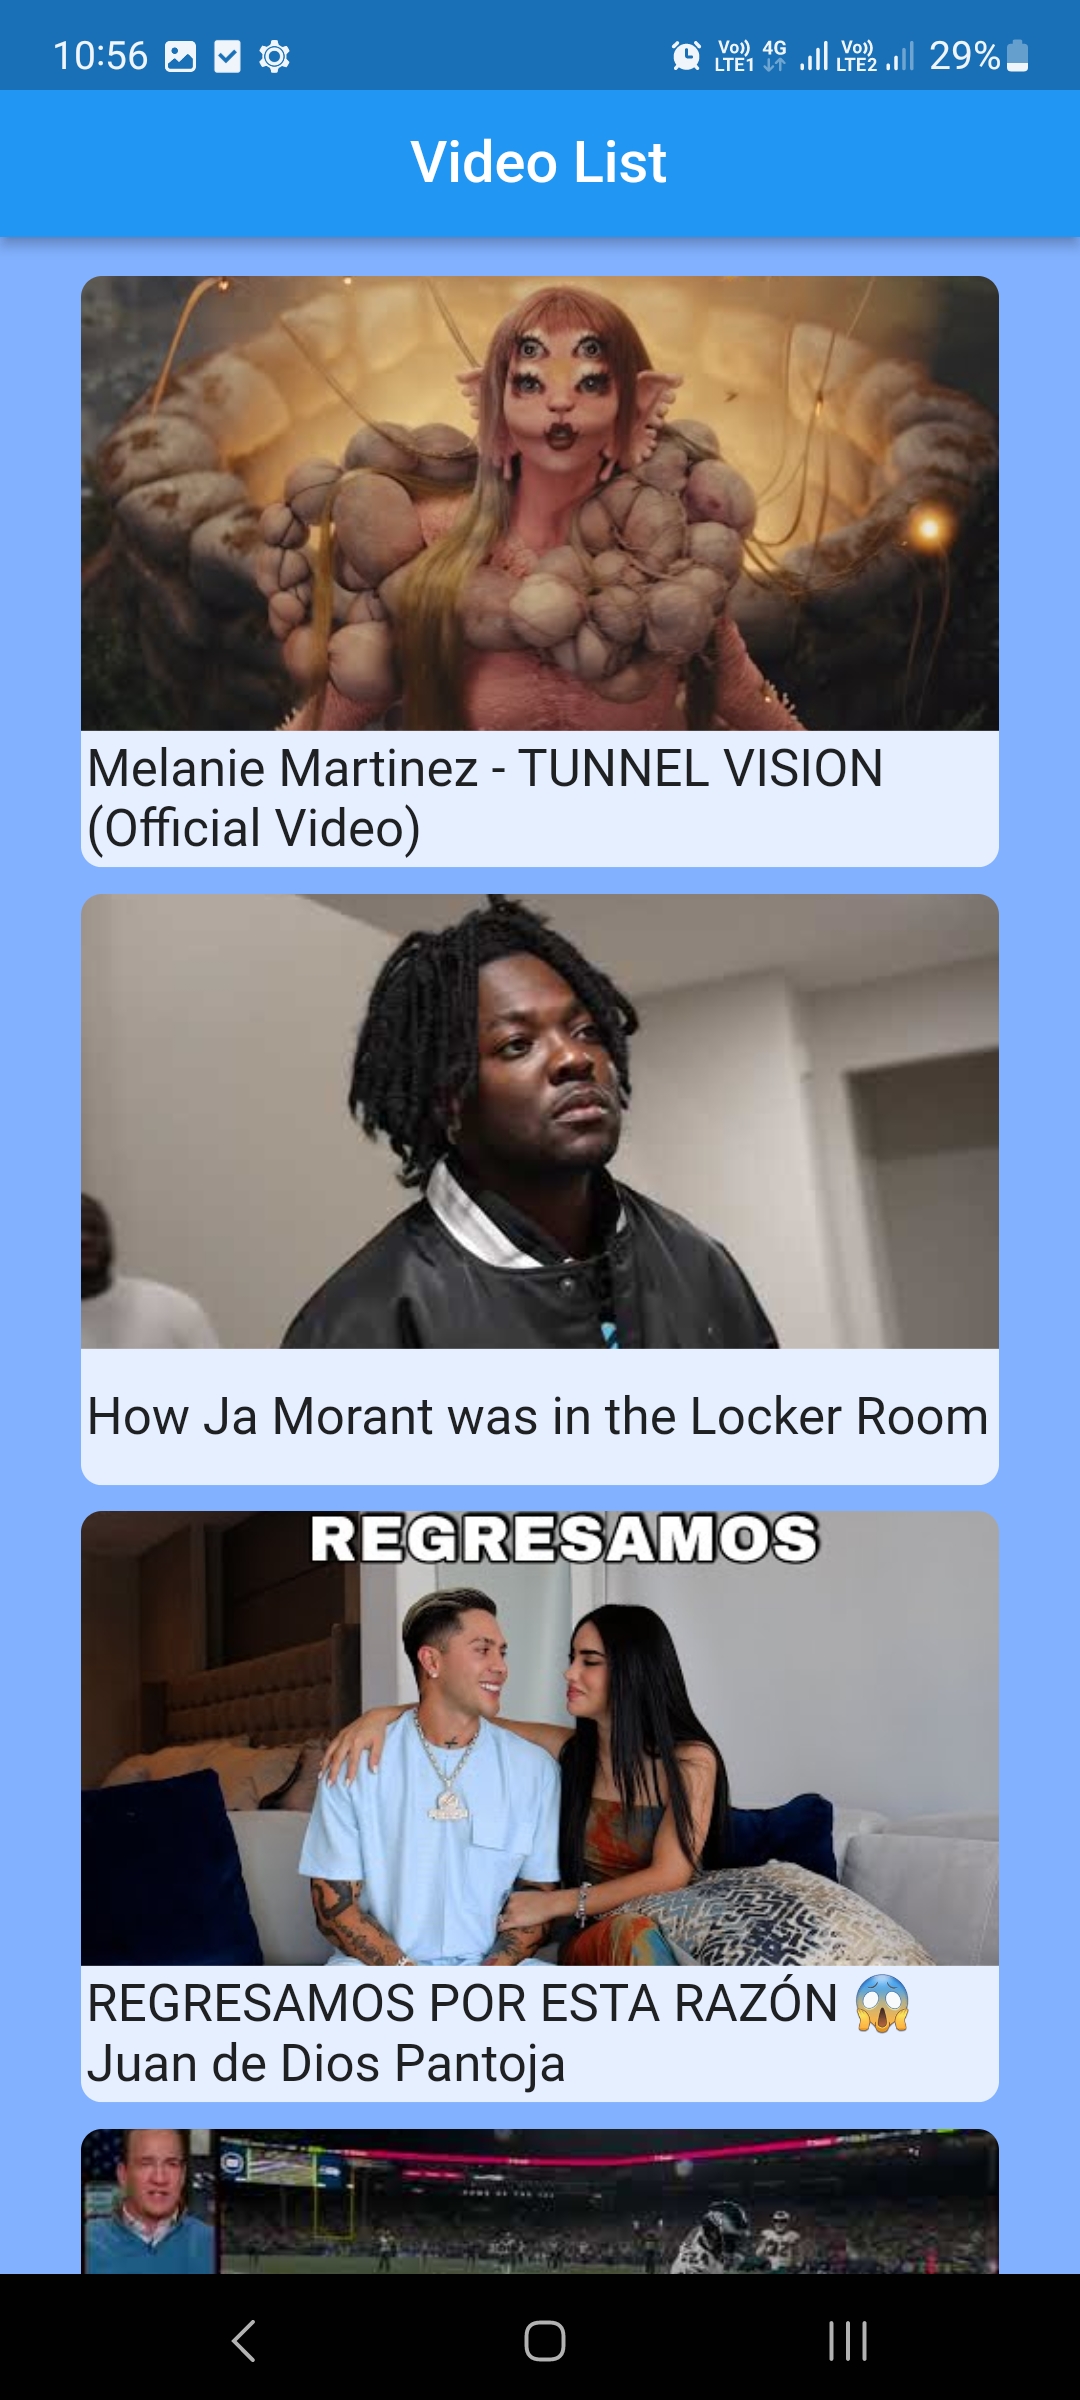 10:56
Vo)) LTE1 4G Vo)) LTE2 29%
Video List
Melanie Martinez - TUNNEL VISION
(Official Video)
How Ja Morant was in the Locker Room
REGRESAMOS
REGRESAMOS POR ESTA RAZÓN 😱
Juan de Dios Pantoja